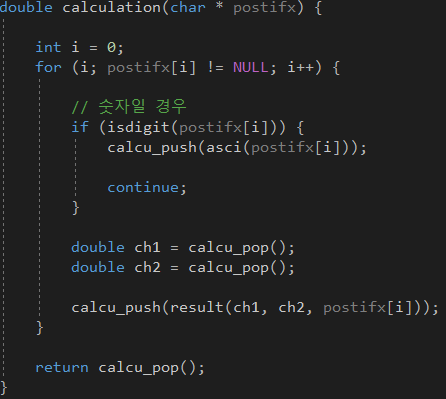 double calculation(char * postifx) {
int i = 0;
for (i; postifx[i] != NULL; i++) {
// 숫자일 경우
if (isdigit(postifx[i])) {
calcu_push(asci(postifx[i]));
continue;
}
double ch1 = calcu_pop();
double ch2 = calcu_pop();
calcu_push(result(ch1, ch2, postifx[i]));
}
return calcu_pop();
}